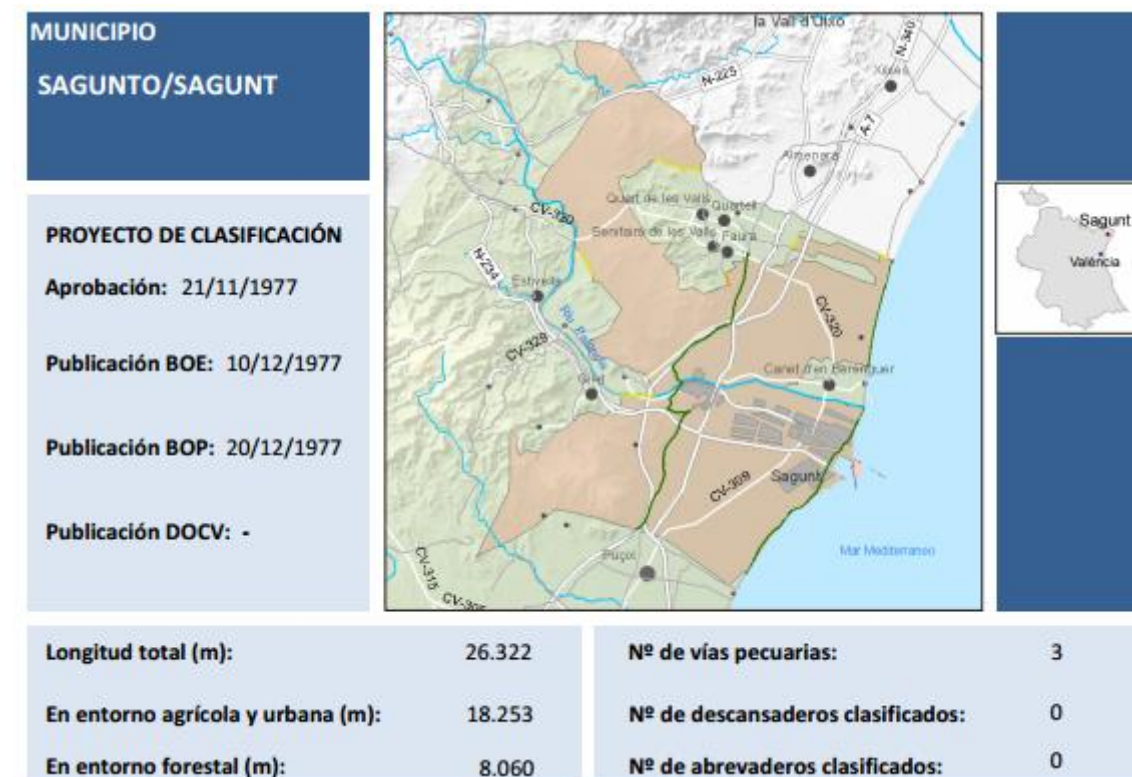 MUNICIPIO
SAGUNTO/SAGUNT
PROYECTO DE CLASIFICACIÓN
Aprobación: 21/11/1977
Publicación BOE: 10/12/1977
Publicación BOP: 20/12/1977
Publicación DOCV: -
la Vall d'Uixó
N-340
N-225
Xilxes
A-7
Almenara
Quart de les Valls
Quartell
CV-320
Benifairó de les Valls
Faura
N-234
Estivella
CV-320
Río Palancia
CV-329
Canet d'en Berenguer
Gilet
CV-309
Sagunt
Puçol
Mar Mediterraneo
CV-315
Sagunt
València
Longitud total (m): 26.322
En entorno agrícola y urbana (m): 18.253
En entorno forestal (m): 8.060
Nº de vías pecuarias: 3
Nº de descansaderos clasificados: 0
Nº de abrevaderos clasificados: 0